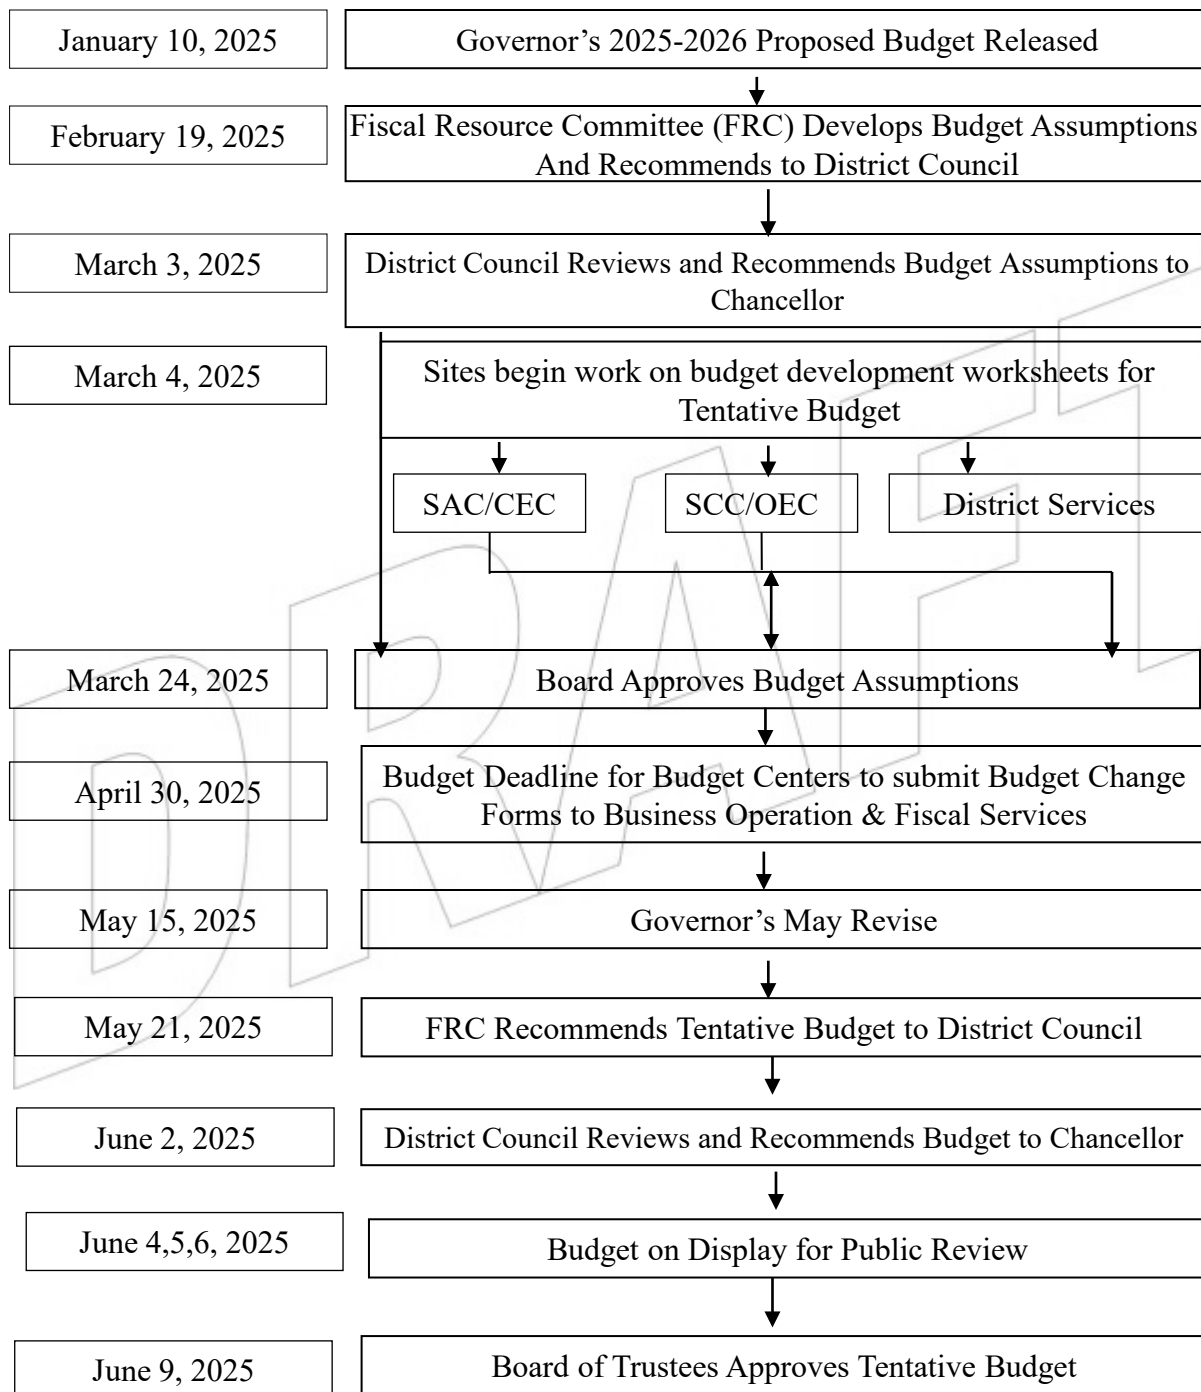 January 10, 2025
Governor’s 2025-2026 Proposed Budget Released
February 19, 2025
Fiscal Resource Committee (FRC) Develops Budget Assumptions
And Recommends to District Council
March 3, 2025
District Council Reviews and Recommends Budget Assumptions to
Chancellor
March 4, 2025
Sites begin work on budget development worksheets for
Tentative Budget
SAC/CEC
SCC/OEC
District Services
March 24, 2025
Board Approves Budget Assumptions
April 30, 2025
Budget Deadline for Budget Centers to submit Budget Change
Forms to Business Operation & Fiscal Services
May 15, 2025
Governor’s May Revise
May 21, 2025
FRC Recommends Tentative Budget to District Council
June 2, 2025
District Council Reviews and Recommends Budget to Chancellor
June 4,5,6, 2025
Budget on Display for Public Review
June 9, 2025
Board of Trustees Approves Tentative Budget
DRAFT